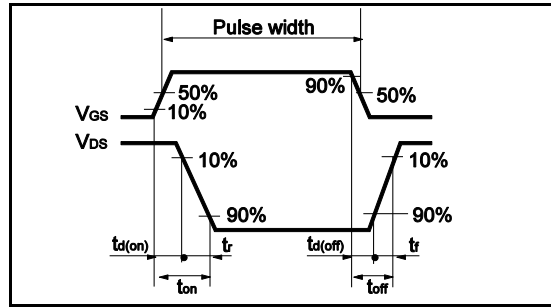 Pulse width
90%
50%
50%
10%
VGS
VDS
10%
10%
90%
90%
td(on)
tr
td(off)
tf
ton
toff